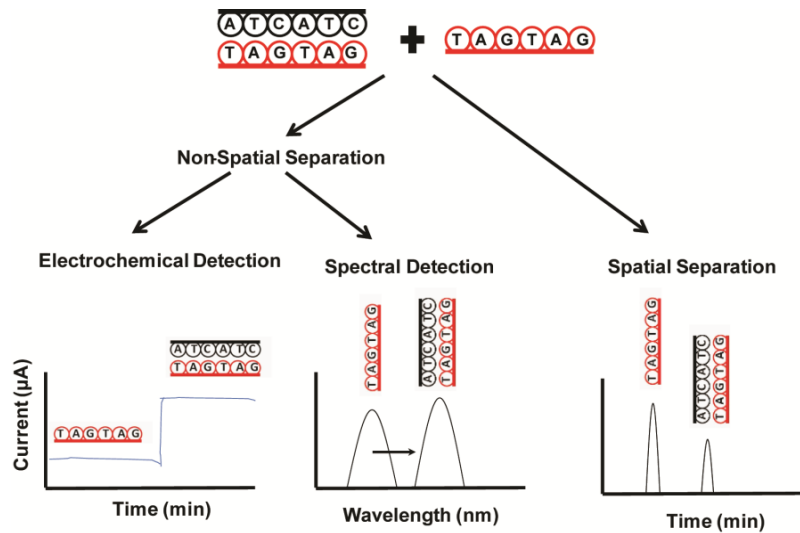 ATCATC
TAGTAG + TAGTAG
Non-Spatial Separation
Electrochemical Detection
Spectral Detection
Spatial Separation
ATCATC
TAGTAG
TAGTAG
Current (µA)
Time (min)
TAGTAG
ATCATC
TAGTAG
Wavelength (nm)
TAGTAG
ATCATC
TAGTAG
Time (min)